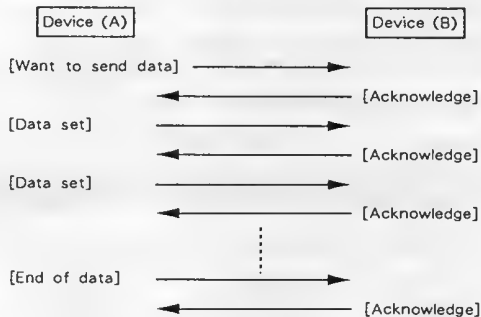 Device (A) Device (B)
[Want to send data]
[Acknowledge]
[Data set]
[Acknowledge]
[Data set]
[Acknowledge]
[End of data]
[Acknowledge]